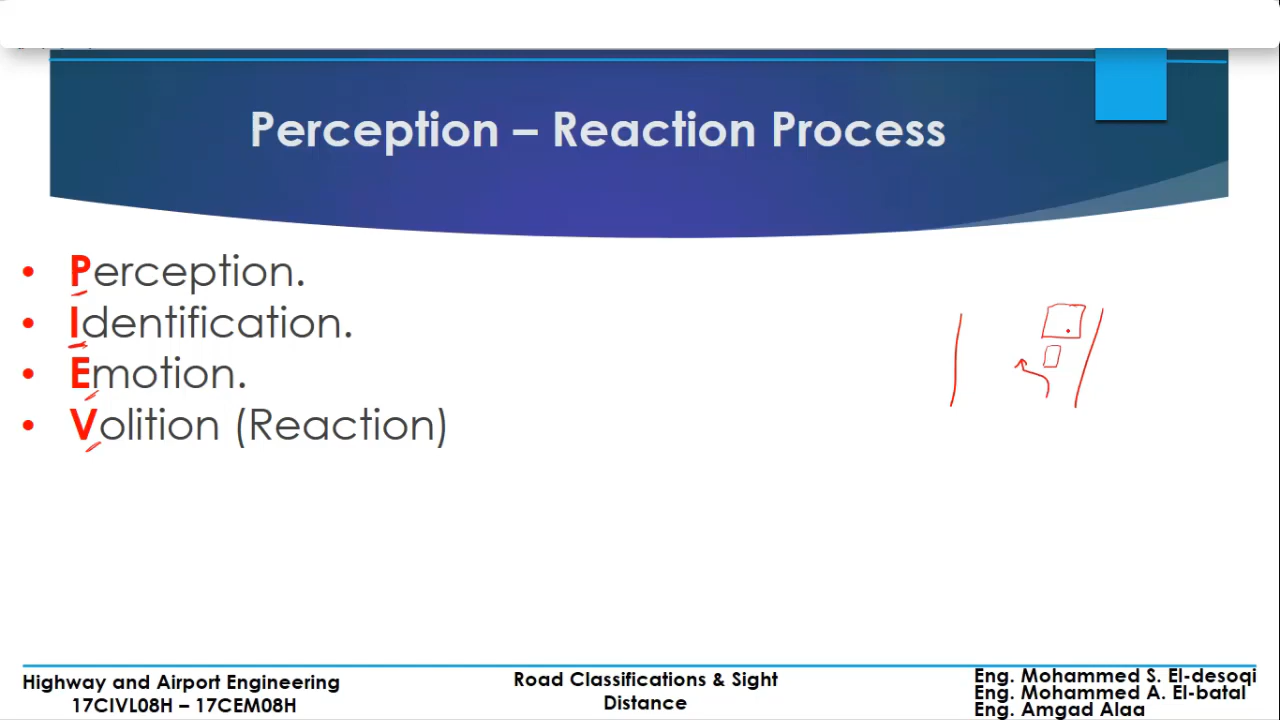 Perception – Reaction Process
• Perception.
• Identification.
• Emotion.
• Volition (Reaction)
Highway and Airport Engineering
17CIVL08H – 17CEM08H
Road Classifications & Sight
Distance
Eng. Mohammed S. El-desoqi
Eng. Mohammed A. El-batal
Eng. Amgad Alaa